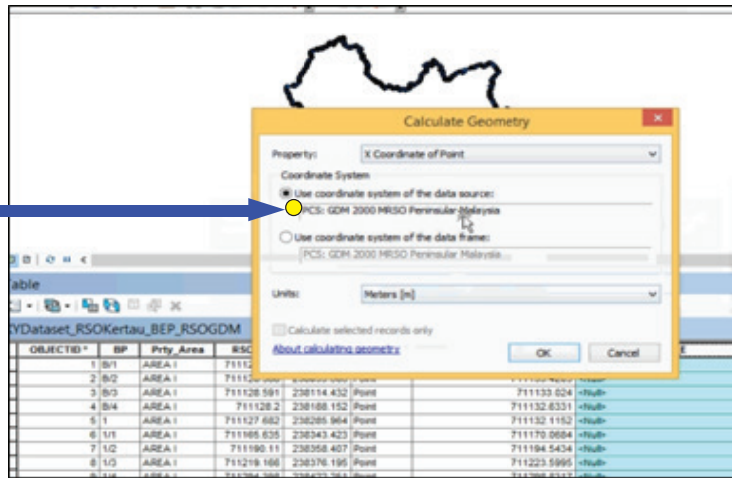 Calculate Geometry
Property: X Coordinate of Point
Coordinate System
Use coordinate system of the data source:
PCS: GDM 2000 MRSO Peninsular Malaysia
Use coordinate system of the data frame:
PCS: GDM 2000 MRSO Peninsular Malaysia
Units: Meters [m]
Calculate selected records only
About calculating geometry OK Cancel
able
YDataset_RSOKertau_BEP_RSOGDM
OBJECTID * BP Prty_Area RSO E
1 B/1 AREA I 71112
2 B/2 AREA I <Null>
3 B/3 AREA I 711128.591 238114.432 Point 711133.024 <Null>
4 B/4 AREA I 711128.2 238188.152 Point 711132.6331 <Null>
5 1 AREA I 711127.682 238285.964 Point 711132.1152 <Null>
6 1/1 AREA I 711165.635 238343.423 Point 711170.0684 <Null>
7 1/2 AREA I 711190.11 238358.407 Point 711194.5434 <Null>
8 1/3 AREA I 711219.166 238376.195 Point 711223.5995 <Null>